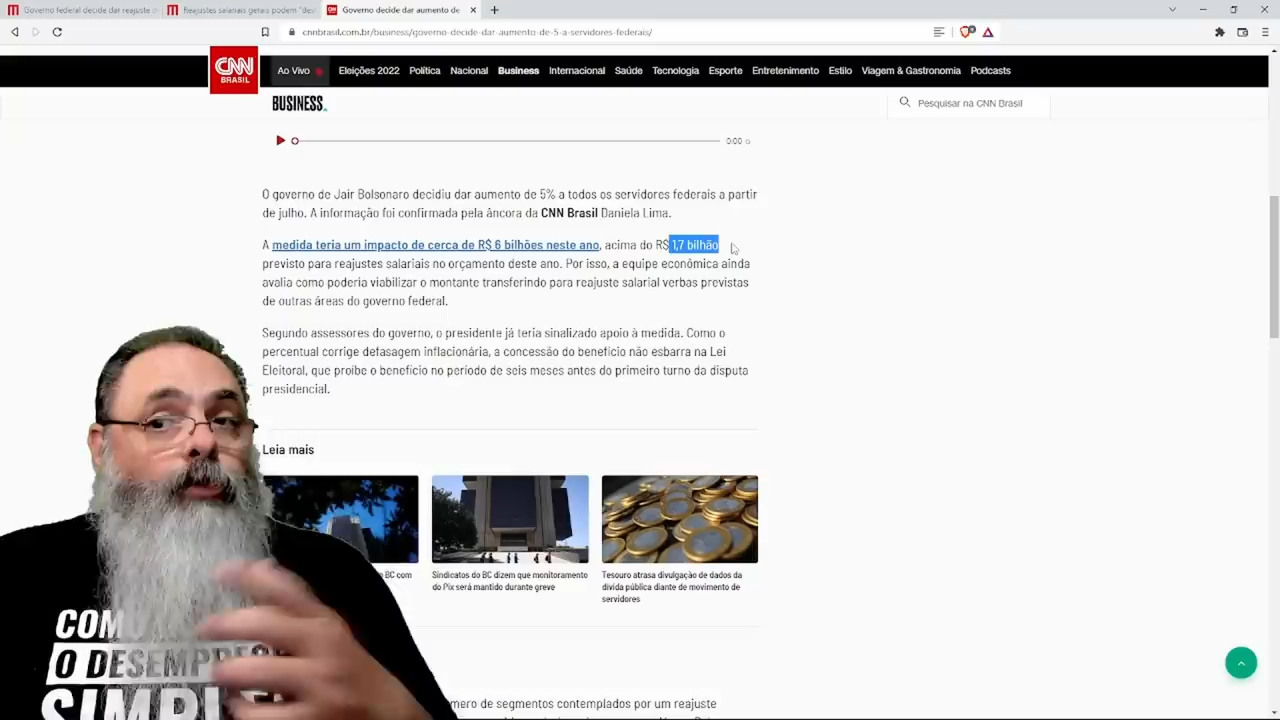 Governo federal decide dar reajuste d
Reajustes salariais gerais podem "des
Governo decide dar aumento de
cnnbrasil.com.br/business/governo-decide-dar-aumento-de-5-a-servidores-federais/
CNN
BRASIL
Ao Vivo
Eleições 2022 Política Nacional Business Internacional Saúde Tecnologia Esporte Entretenimento Estilo Viagem & Gastronomia Podcasts
BUSINESS
Pesquisar na CNN Brasil
0:00
O governo de Jair Bolsonaro decidiu dar aumento de 5% a todos os servidores federais a partir
de julho. A informação foi confirmada pela âncora da CNN Brasil Daniela Lima.
A medida teria um impacto de cerca de R$ 6 bilhões neste ano, acima do R$ 1,7 bilhão
previsto para reajustes salariais no orçamento deste ano. Por isso, a equipe econômica ainda
avalia como poderia viabilizar o montante transferindo para reajuste salarial verbas previstas
de outras áreas do governo federal.
Segundo assessores do governo, o presidente já teria sinalizado apoio à medida. Como o
percentual corrige defasagem inflacionária, a concessão do benefício não esbarra na Lei
Eleitoral, que proíbe o benefício no período de seis meses antes do primeiro turno da disputa
presidencial.
Leia mais
BC com
Sindicatos do BC dizem que monitoramento
do Pix será mantido durante greve
Tesouro atrasa divulgação de dados da
dívida pública diante de movimento de
servidores
COM
O DESEMPRE
SIMPL
mero de segmentos contemplados por um reajuste